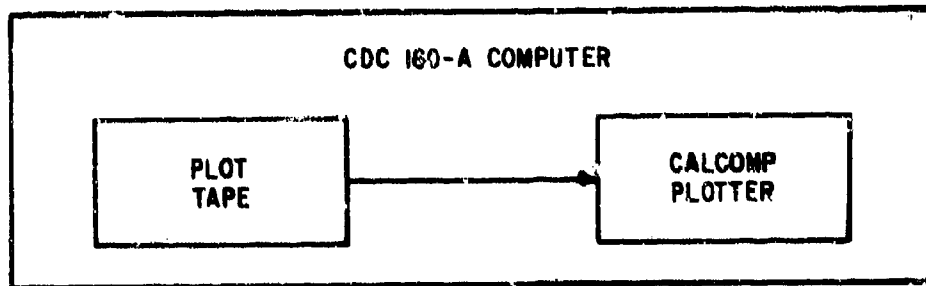 CDC 160-A COMPUTER
PLOT
TAPE
CALCOMP
PLOTTER